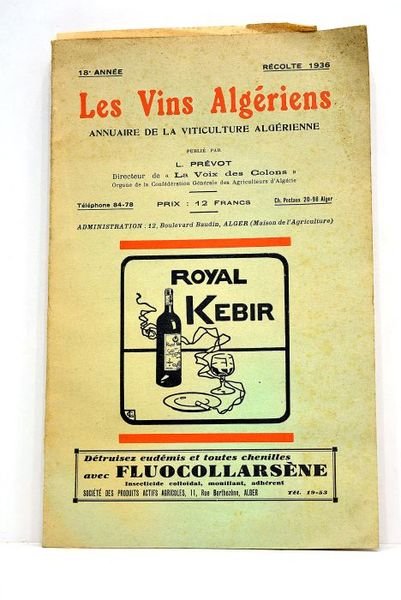 18e ANNÉE
RÉCOLTE 1936
Les Vins Algériens
ANNUAIRE DE LA VITICULTURE ALGÉRIENNE
PUBLIÉ PAR
L. PRÉVOT
Directeur de « La Voix des Colons »
Organe de la Confédération Générale des Agriculteurs d'Algérie
Téléphone 84-78
PRIX : 12 FRANCS
Ch. Postaux 20-98 Alger
ADMINISTRATION : 12, Boulevard Baudin, ALGER (Maison de l'Agriculture)
ROYAL
KEBIR
Détruisez eudémis et toutes chenilles
avec FLUOCOLLARSÈNE
Insecticide colloïdal, mouillant, adhérent
SOCIÉTÉ DES PRODUITS ACTIFS AGRICOLES, 11, Rue Berthezène, ALGER
Tél. 19-53